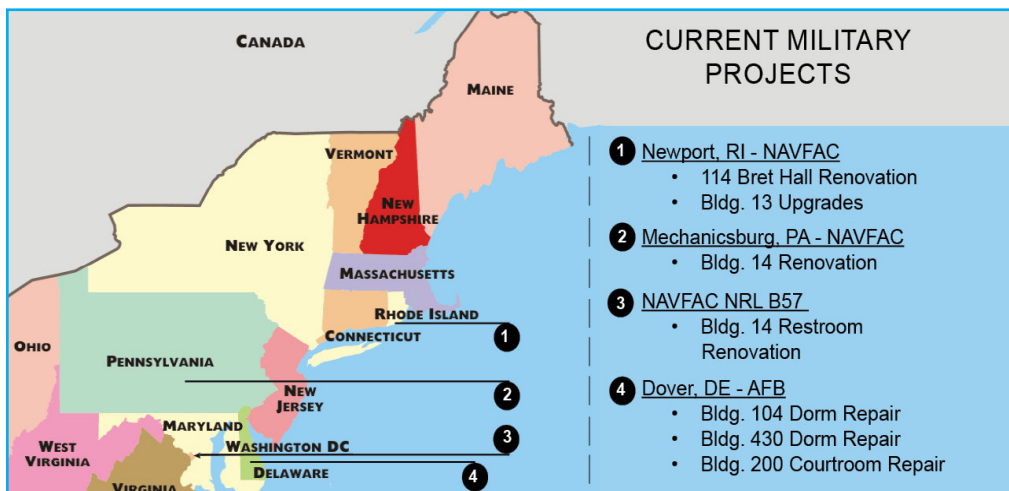 CANADA
MAINE
VERMONT
NEW
HAMPSHIRE
NEW YORK
MASSACHUSETTS
RHODE ISLAND
CONNECTICUT
OHIO
PENNSYLVANIA
NEW
JERSEY
MARYLAND
WEST
VIRGINIA
WASHINGTON DC
DELAWARE
VIRGINIA
1
2
3
4
CURRENT MILITARY
PROJECTS
1 Newport, RI - NAVFAC
• 114 Bret Hall Renovation
• Bldg. 13 Upgrades
2 Mechanicsburg, PA - NAVFAC
• Bldg. 14 Renovation
3 NAVFAC NRL B57
• Bldg. 14 Restroom
Renovation
4 Dover, DE - AFB
• Bldg. 104 Dorm Repair
• Bldg. 430 Dorm Repair
• Bldg. 200 Courtroom Repair